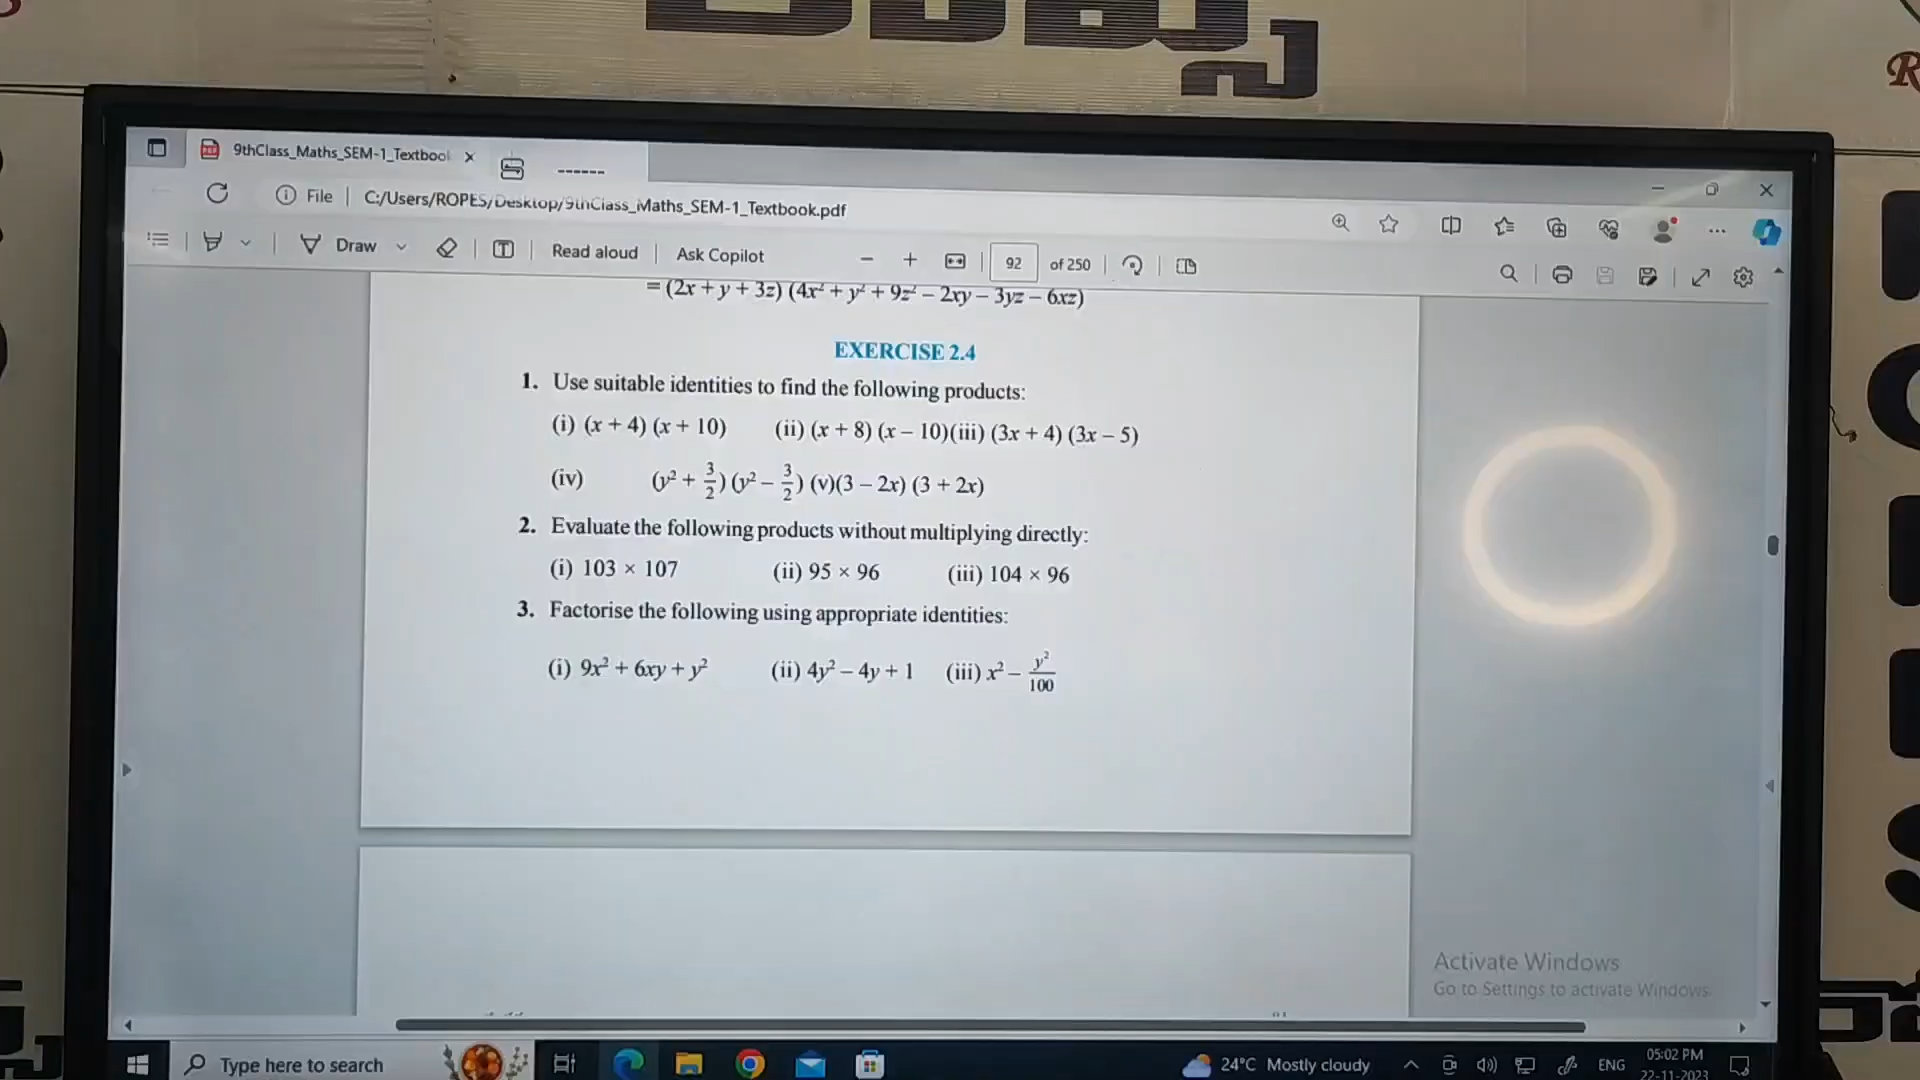 9thClass_Maths_SEM-1_Textbool
File | C:/Users/ROPES/Desktop/9thClass_Maths_SEM-1_Textbook.pdf
Draw Read aloud | Ask Copilot 92 of 250
= (2x + y + 3z) (4x² + y² + 9z² – 2xy – 3yz – 6xz)
EXERCISE 2.4
1. Use suitable identities to find the following products:
(i) (x + 4) (x + 10) (ii) (x + 8) (x – 10)(iii) (3x + 4) (3x – 5)
(iv) (y² + 3/2) (y² – 3/2) (v)(3 – 2x) (3 + 2x)
2. Evaluate the following products without multiplying directly:
(i) 103 × 107 (ii) 95 × 96 (iii) 104 × 96
3. Factorise the following using appropriate identities:
(i) 9x² + 6xy + y² (ii) 4y² – 4y + 1 (iii) x² – y²/100
Activate Windows
Go to Settings to activate Windows.
Type here to search 24°C Mostly cloudy ENG 05:02 PM
22-11-2023